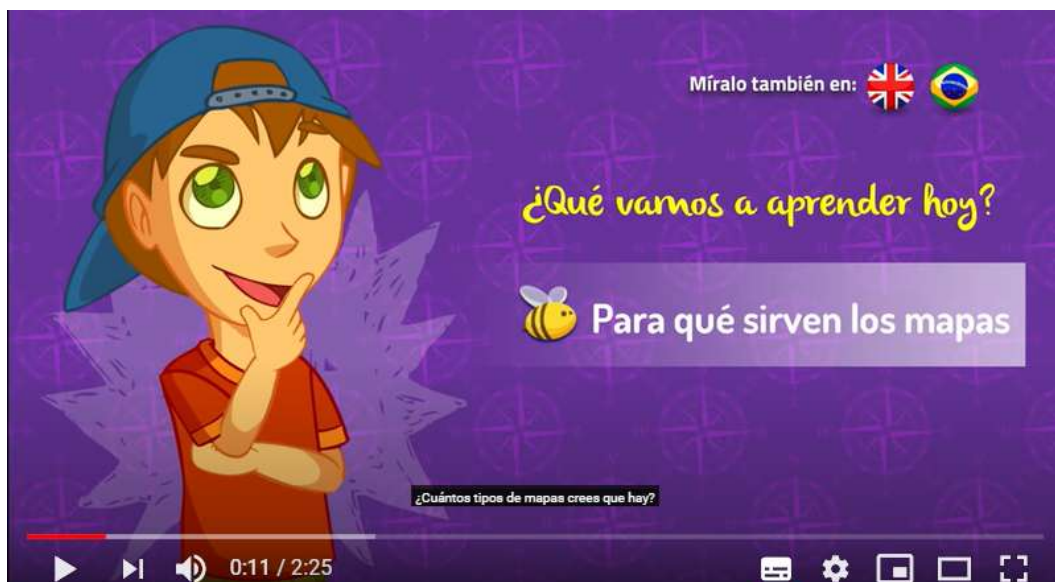 Míralo también en:
¿Qué vamos a aprender hoy?
Para qué sirven los mapas
¿Cuántos tipos de mapas crees que hay?
0:11 / 2:25